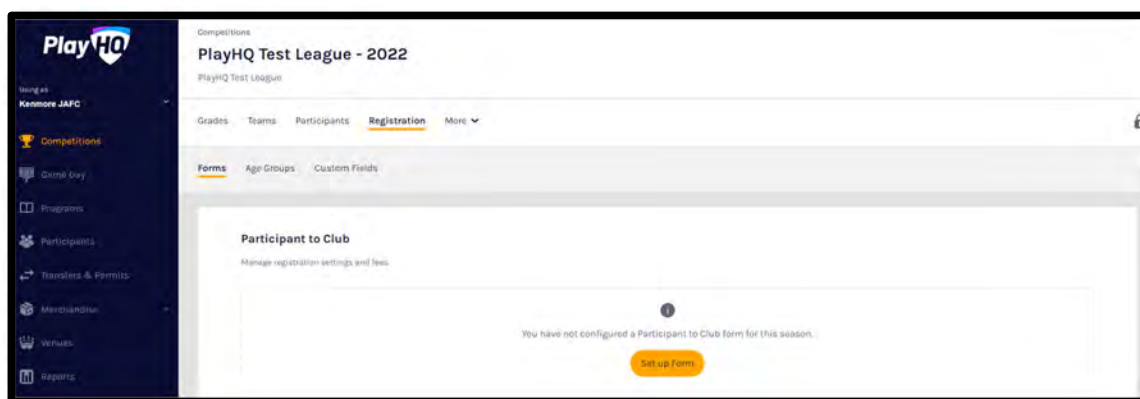 PlayHQ
Using as
Kenmore JAFC
Competitions
Game Day
Programs
Participants
Transfers & Permits
Merchandise
Venues
Reports
Competitions
PlayHQ Test League - 2022
PlayHQ Test League
Grades Teams Participants Registration More
Forms Age Groups Custom Fields
Participant to Club
Manage registration settings and fees.
You have not configured a Participant to Club form for this season.
Set up Form